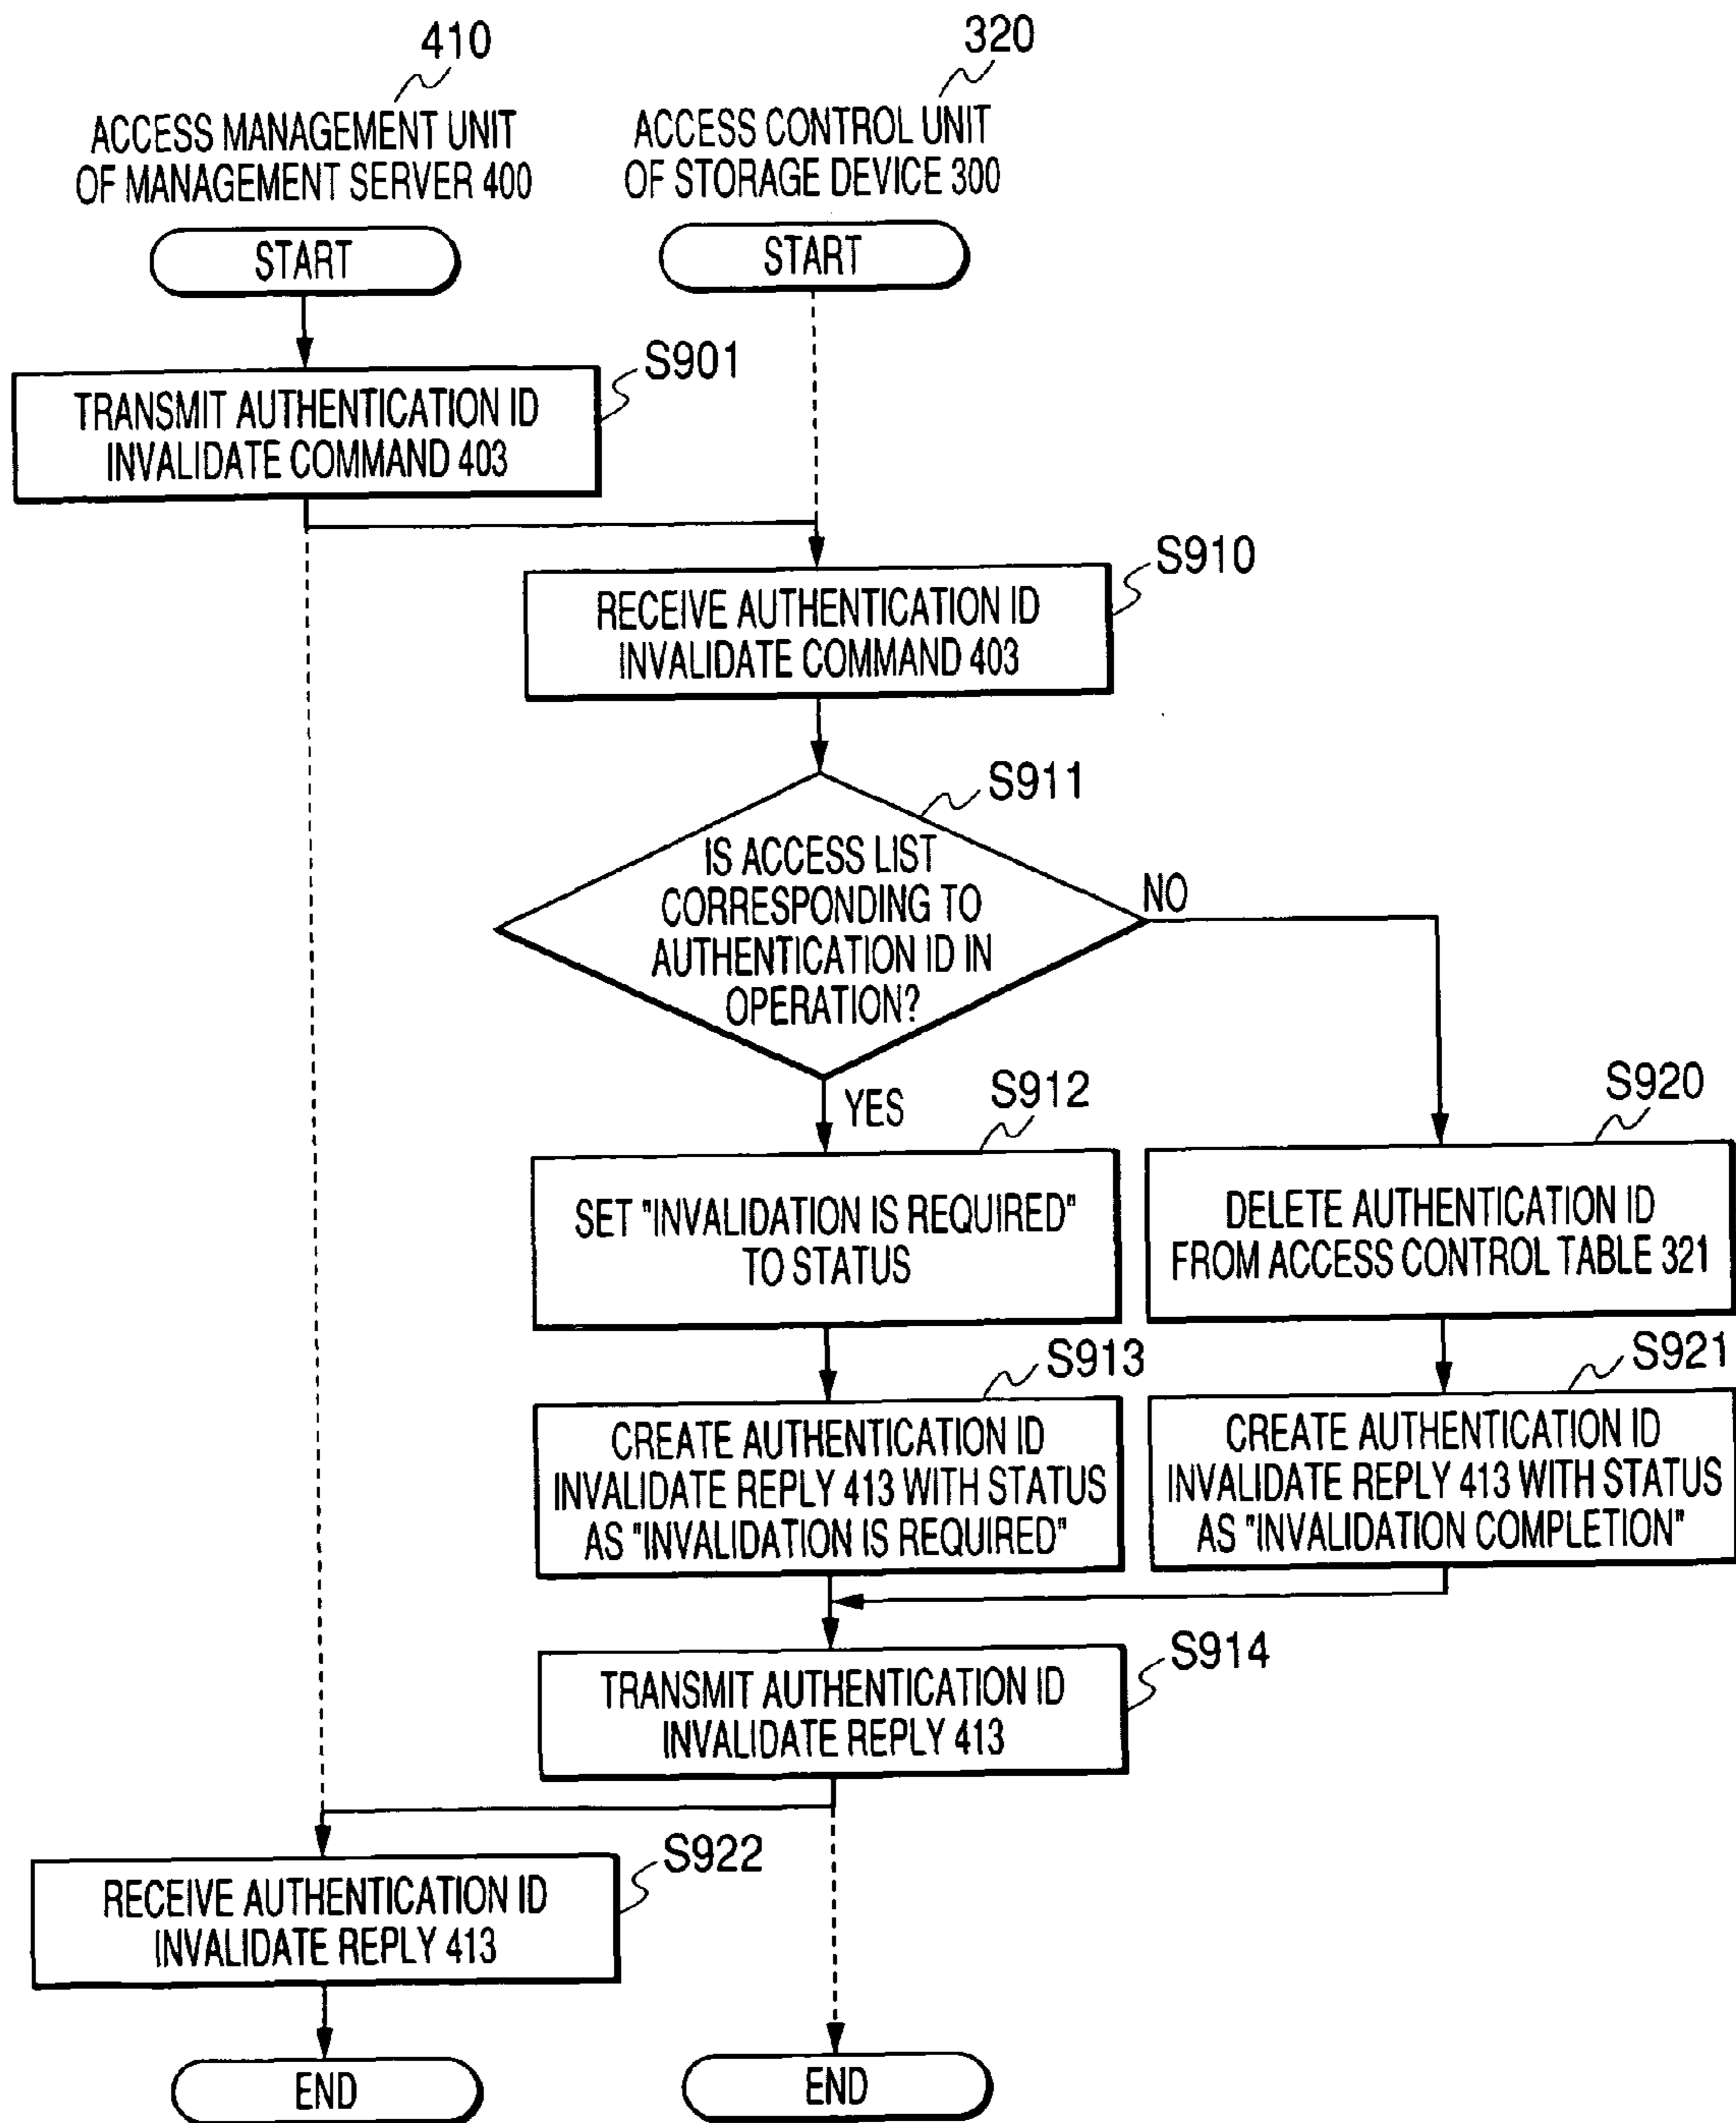 410
ACCESS MANAGEMENT UNIT
OF MANAGEMENT SERVER 400
320
ACCESS CONTROL UNIT
OF STORAGE DEVICE 300
START
START
S901
TRANSMIT AUTHENTICATION ID
INVALIDATE COMMAND 403
S910
RECEIVE AUTHENTICATION ID
INVALIDATE COMMAND 403
S911
IS ACCESS LIST
CORRESPONDING TO
AUTHENTICATION ID IN
OPERATION?
NO
YES
S912
SET "INVALIDATION IS REQUIRED"
TO STATUS
S920
DELETE AUTHENTICATION ID
FROM ACCESS CONTROL TABLE 321
S913
CREATE AUTHENTICATION ID
INVALIDATE REPLY 413 WITH STATUS
AS "INVALIDATION IS REQUIRED"
S921
CREATE AUTHENTICATION ID
INVALIDATE REPLY 413 WITH STATUS
AS "INVALIDATION COMPLETION"
S914
TRANSMIT AUTHENTICATION ID
INVALIDATE REPLY 413
S922
RECEIVE AUTHENTICATION ID
INVALIDATE REPLY 413
END
END